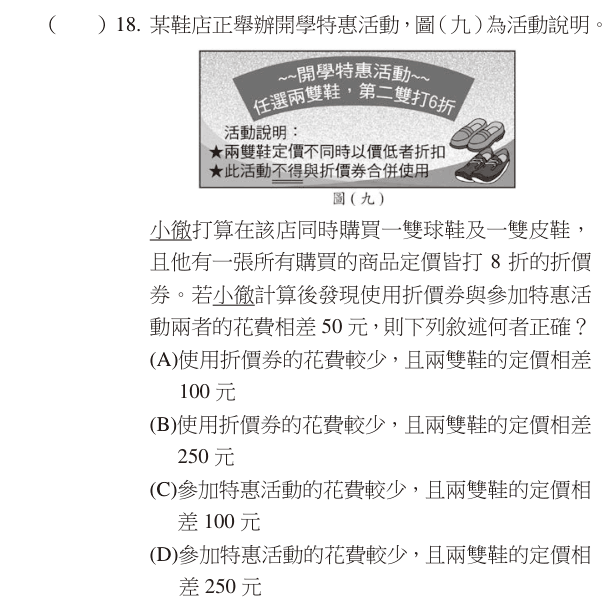 （　　）18. 某鞋店正舉辦開學特惠活動，圖(九)為活動說明。
~~開學特惠活動~~
任選兩雙鞋，第二雙打6折
活動說明：
★兩雙鞋定價不同時以價低者折扣
★此活動不得與折價券合併使用
圖(九)
小徹打算在該店同時購買一雙球鞋及一雙皮鞋，
且他有一張所有購買的商品定價皆打 8 折的折價
券。若小徹計算後發現使用折價券與參加特惠活
動兩者的花費相差 50 元，則下列敘述何者正確？
(A)使用折價券的花費較少，且兩雙鞋的定價相差
100 元
(B)使用折價券的花費較少，且兩雙鞋的定價相差
250 元
(C)參加特惠活動的花費較少，且兩雙鞋的定價相
差 100 元
(D)參加特惠活動的花費較少，且兩雙鞋的定價相
差 250 元